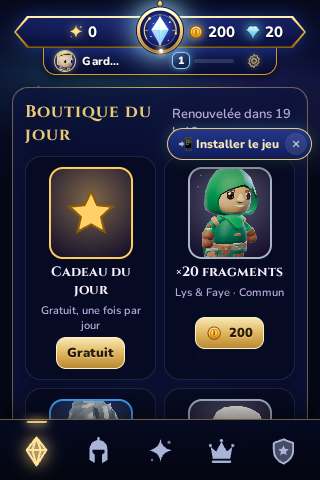 0
200
20
Gard...
1
Boutique du
jour
Renouvelée dans 19
📲 Installer le jeu ×
Cadeau du
jour
Gratuit, une fois par
jour
Gratuit
×20 fragments
Lys & Faye · Commun
200